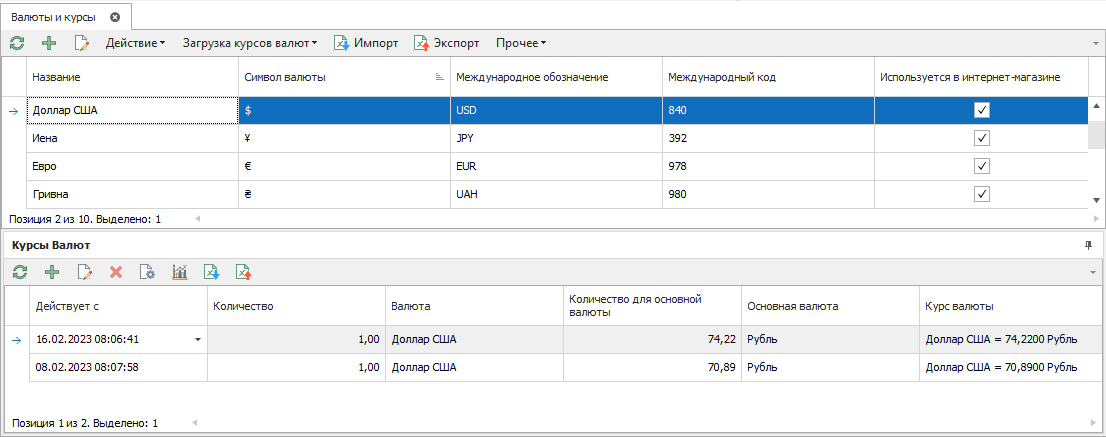 Валюты и курсы
Действие Загрузка курсов валют Импорт Экспорт Прочее
Название Символ валюты Международное обозначение Международный код Используется в интернет-магазине
Доллар США $ USD 840
Иена ¥ JPY 392
Евро € EUR 978
Гривна ₴ UAH 980
Позиция 2 из 10. Выделено: 1
Курсы Валют
Действует с Количество Валюта Количество для основной валюты Основная валюта Курс валюты
16.02.2023 08:06:41 1,00 Доллар США 74,22 Рубль Доллар США = 74,2200 Рубль
08.02.2023 08:07:58 1,00 Доллар США 70,89 Рубль Доллар США = 70,8900 Рубль
Позиция 1 из 2. Выделено: 1